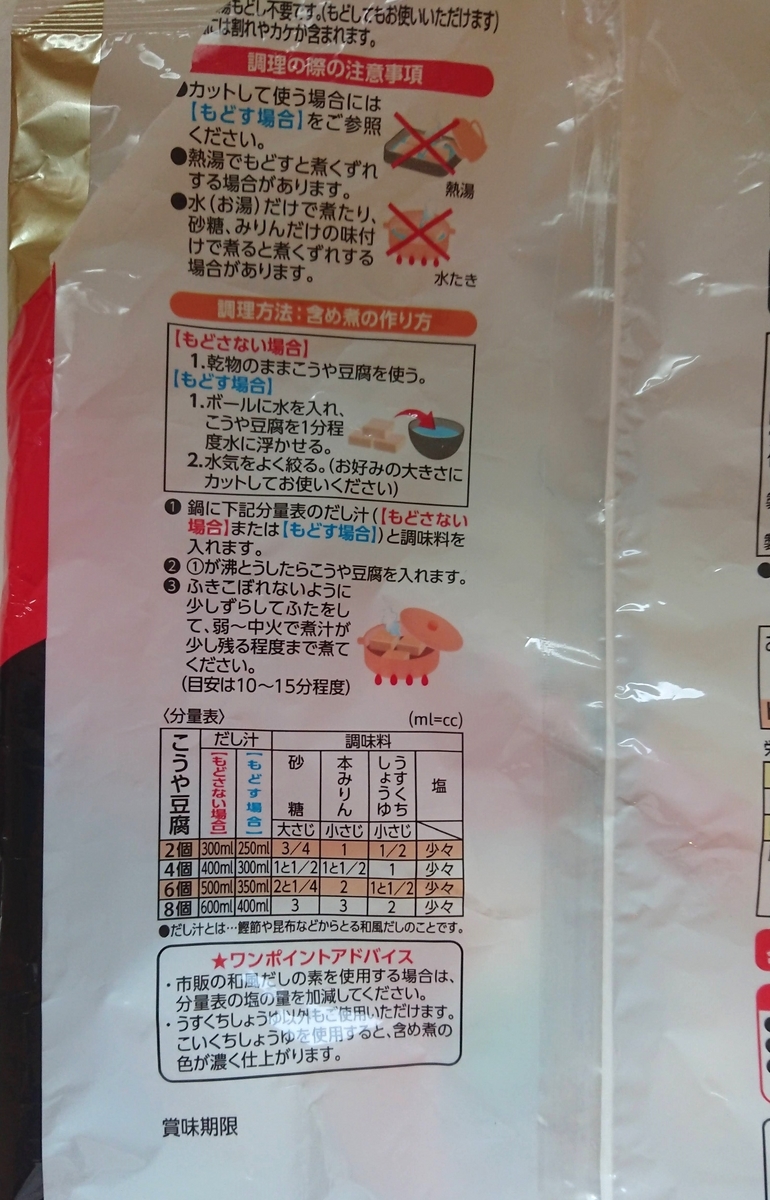 もどし不要です。(もどしてもお使いいただけます)
は割れやカケが含まれます。
調理の際の注意事項
●カットして使う場合には
【もどす場合】をご参照
ください。
●熱湯でもどすと煮くずれ
する場合があります。
熱湯
●水(お湯)だけで煮たり、
砂糖、みりんだけの味付
けで煮ると煮くずれする
場合があります。
水たき
調理方法:含め煮の作り方
【もどさない場合】
1.乾物のままこうや豆腐を使う。
【もどす場合】
1.ボールに水を入れ、
こうや豆腐を1分程
度水に浮かせる。
2.水気をよく絞る。(お好みの大きさに
カットしてお使いください)
❶ 鍋に下記分量表のだし汁(【もどさない
場合】または【もどす場合】)と調味料を
入れます。
❷ ①が沸とうしたらこうや豆腐を入れます。
❸ ふきこぼれないように
少しずらしてふたをし
て、弱〜中火で煮汁が
少し残る程度まで煮て
ください。
(目安は10〜15分程度)
〈分量表〉 (ml=cc)
こうや豆腐 だし汁 調味料
【もどさない場合】 【もどす場合】 砂糖 本みりん うすくちしょうゆ 塩
大さじ 小さじ 小さじ
2個 300ml 250ml 3/4 1 1/2 少々
4個 400ml 300ml 1と1/2 1と1/2 1 少々
6個 500ml 350ml 2と1/4 2 1と1/2 少々
8個 600ml 400ml 3 3 2 少々
●だし汁とは…鰹節や昆布などからとる和風だしのことです。
★ワンポイントアドバイス
・市販の和風だしの素を使用する場合は、
分量表の塩の量を加減してください。
・うすくちしょうゆ以外もご使用いただけます。
こいくちしょうゆを使用すると、含め煮の
色が濃く仕上がります。
賞味期限